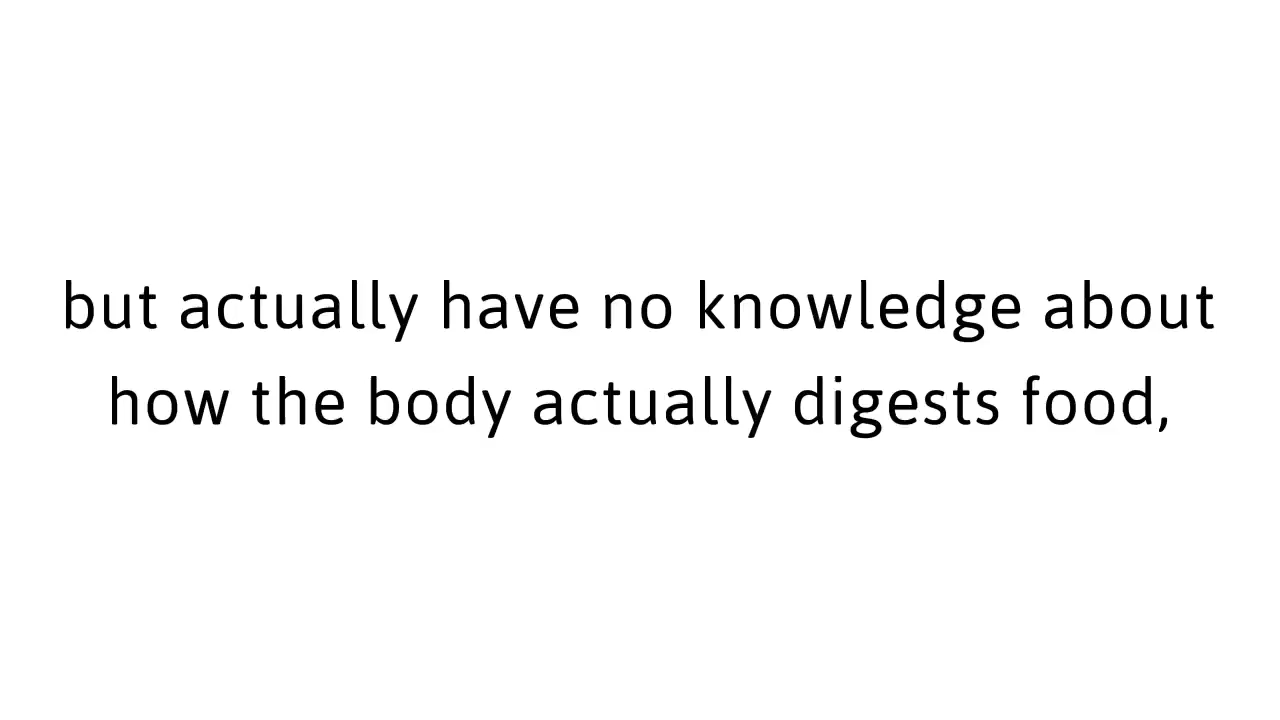 but actually have no knowledge about
how the body actually digests food,